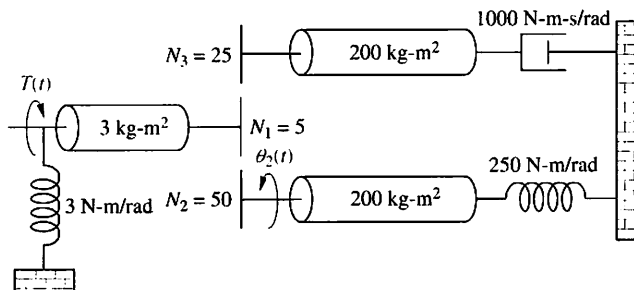 1000 N-m-s/rad
N₃ = 25
200 kg-m²
T(t)
3 kg-m²
N₁ = 5
θ₂(t)
250 N-m/rad
3 N-m/rad
N₂ = 50
200 kg-m²